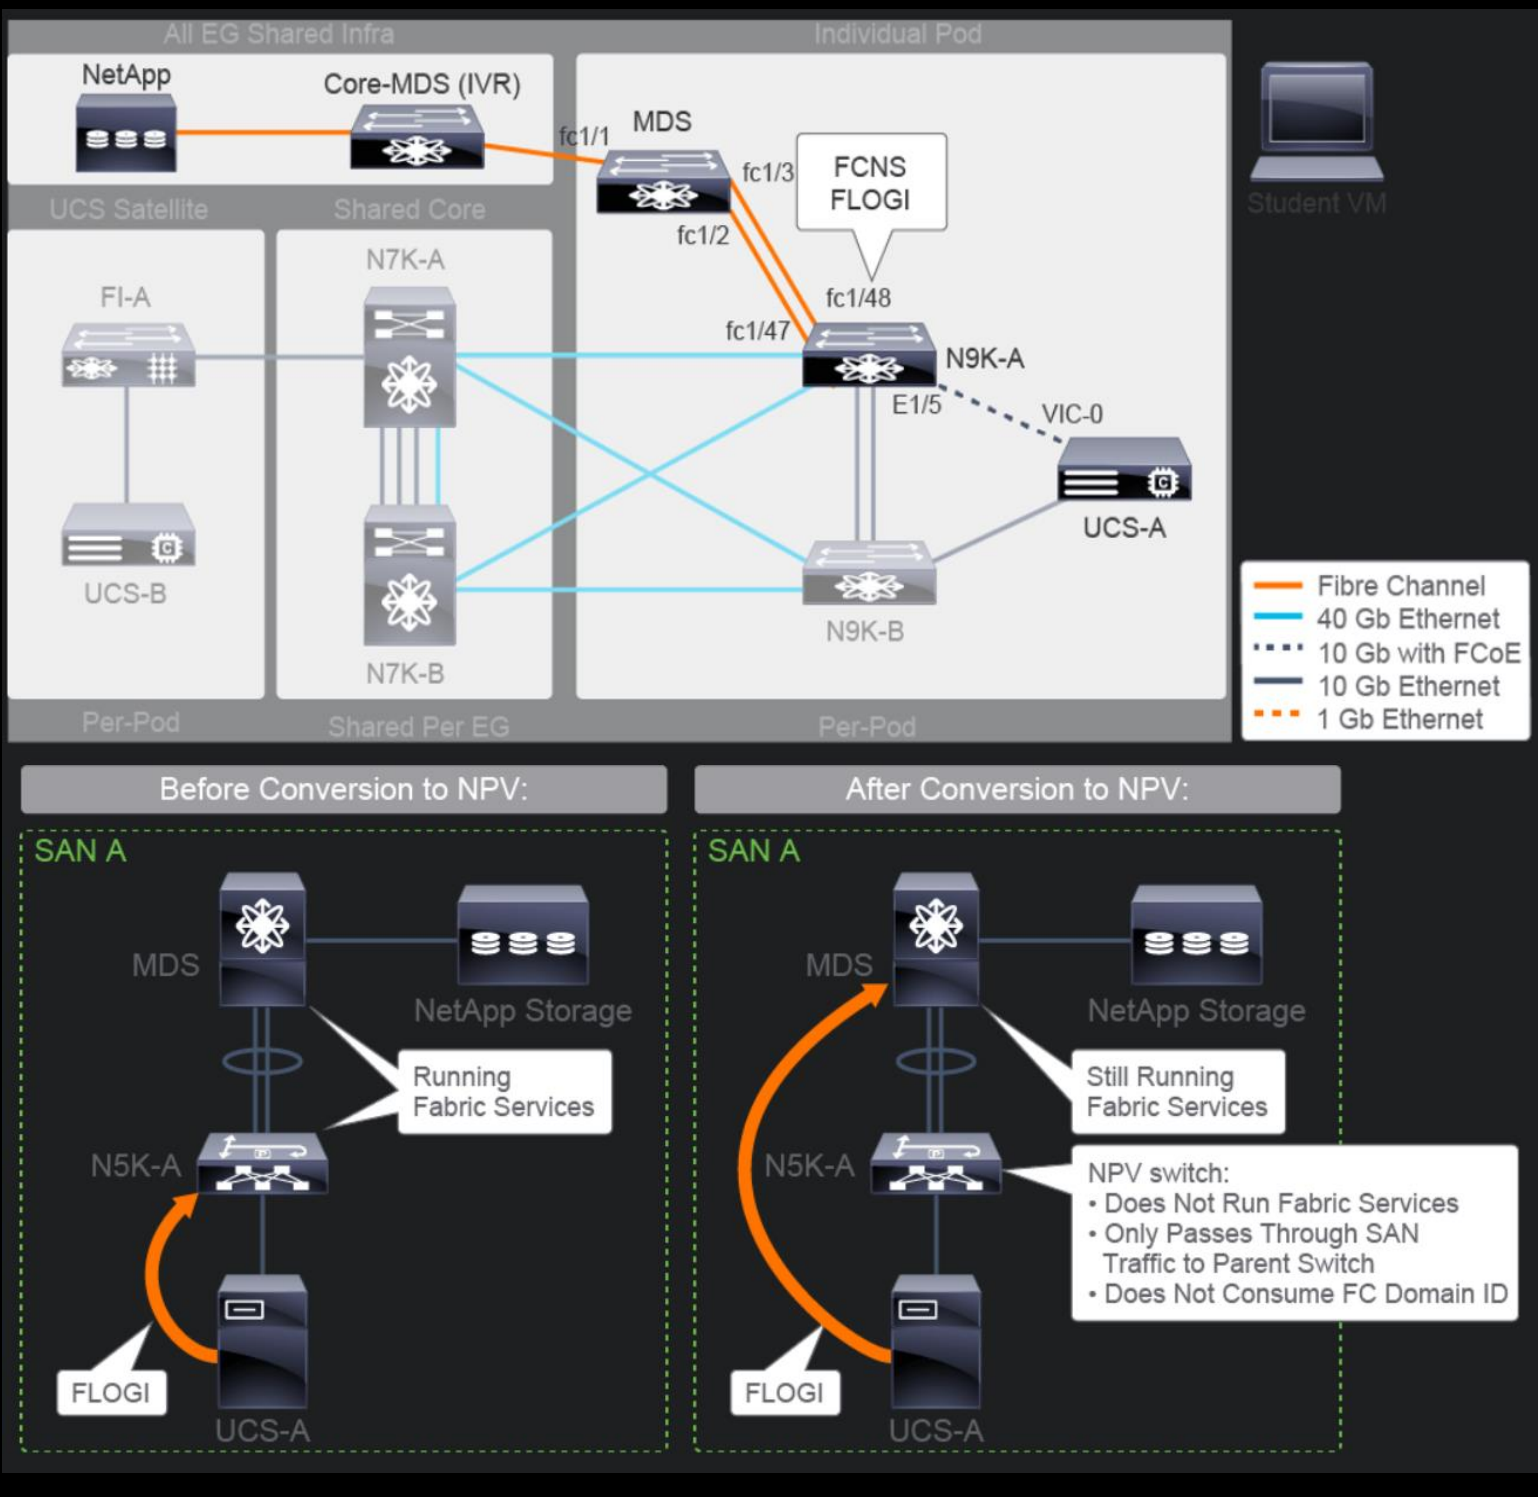 All EG Shared Infra
Individual Pod
NetApp
Core-MDS (IVR)
fc1/1
MDS
fc1/3
FCNS
FLOGI
fc1/2
Student VM
UCS Satellite
Shared Core
N7K-A
FI-A
fc1/48
fc1/47
N9K-A
E1/5
VIC-0
C
UCS-A
C
UCS-B
N9K-B
N7K-B
Fibre Channel
40 Gb Ethernet
10 Gb with FCoE
10 Gb Ethernet
1 Gb Ethernet
Per-Pod
Shared Per EG
Per-Pod
Before Conversion to NPV:
SAN A
MDS
NetApp Storage
Running
Fabric Services
P
N5K-A
FLOGI
UCS-A
After Conversion to NPV:
SAN A
MDS
NetApp Storage
Still Running
Fabric Services
P
N5K-A
NPV switch:
• Does Not Run Fabric Services
• Only Passes Through SAN
Traffic to Parent Switch
• Does Not Consume FC Domain ID
FLOGI
UCS-A